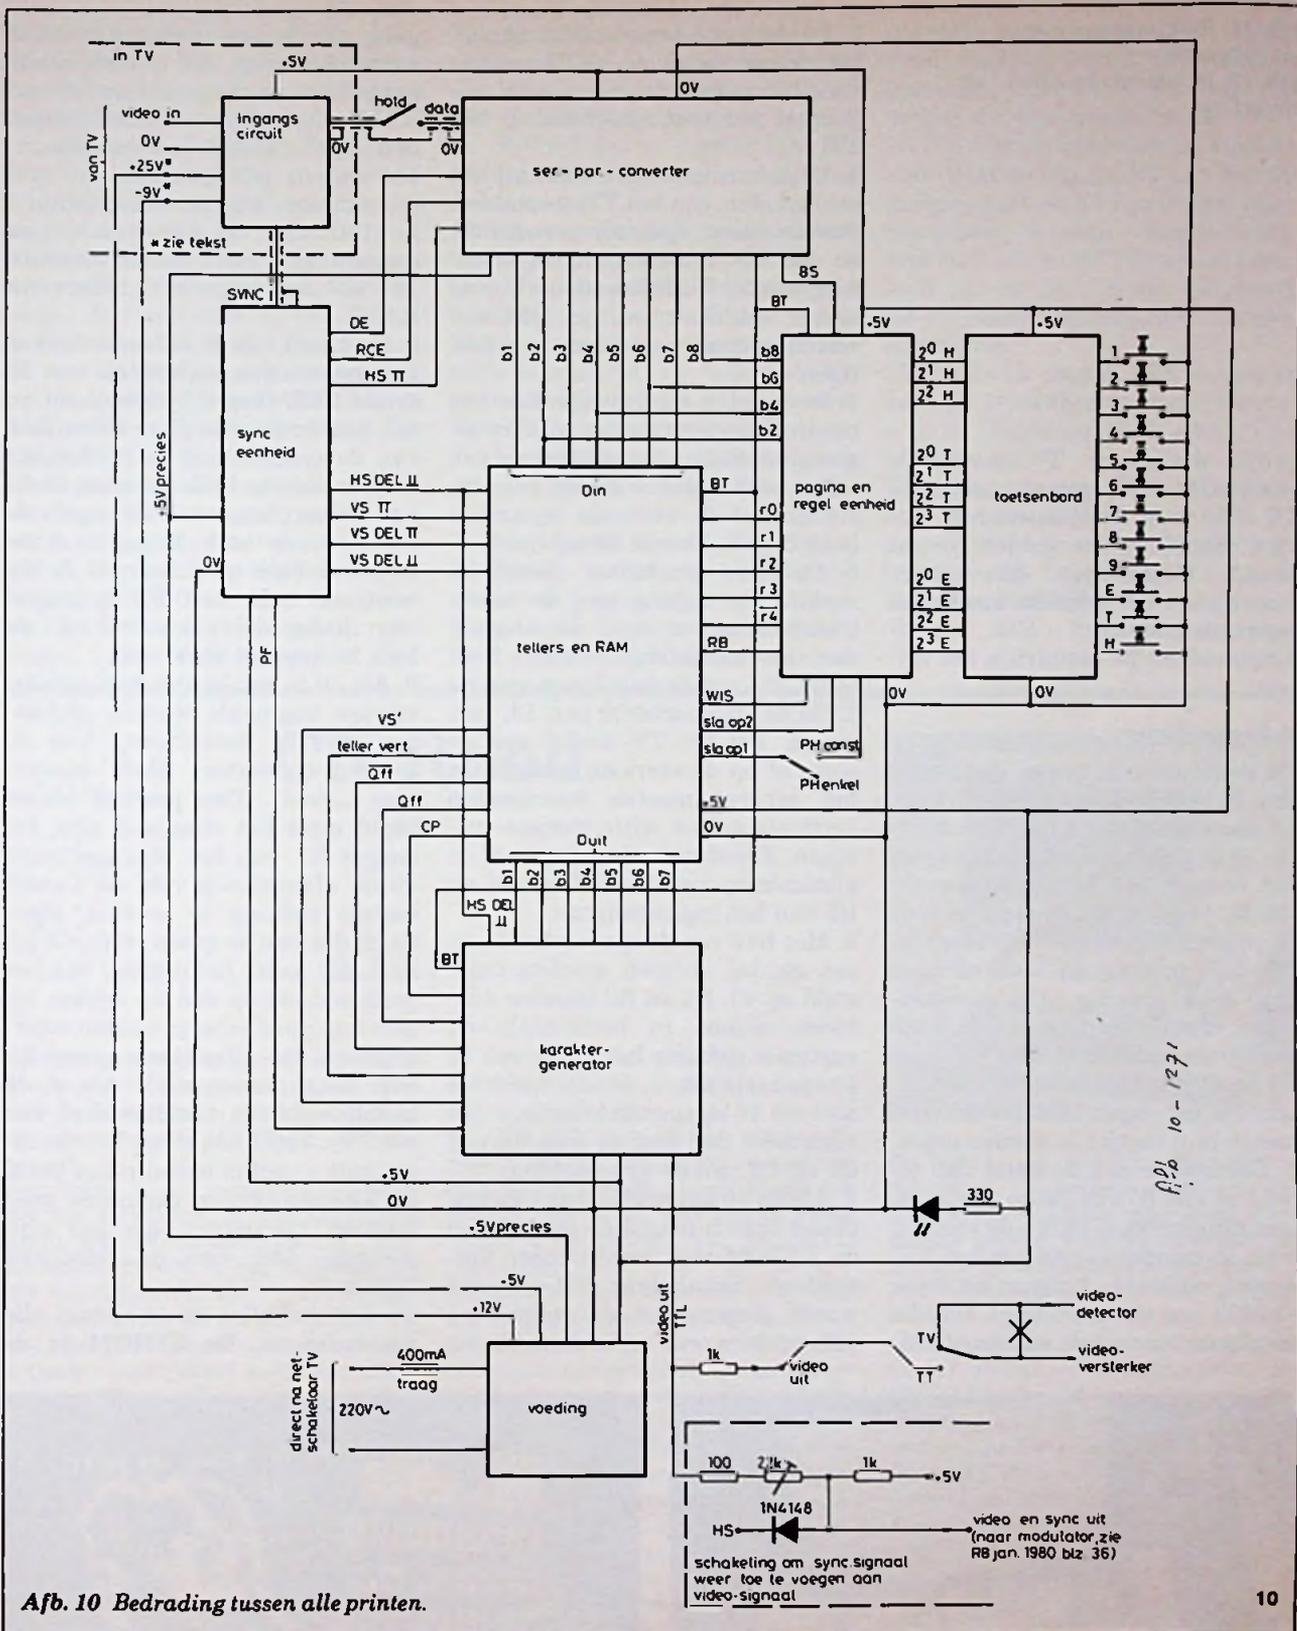 in TV
+5V
0V
van TV
video in
0V
+25V*
-9V*
* zie tekst
Ingangs
circuit
hold
data
0V
0V
ser - par - converter
BS
BT
SYNC
DE
RCE
HS
sync
eenheid
HS DEL
VS
VS DEL
VS DEL
+5V precies
0V
PF
b1
b2
b3
b4
b5
b6
b7
b8
b8
b6
b4
b2
+5V
+5V
pagina en
regel eenheid
2⁰ H
2¹ H
2² H
2⁰ T
2¹ T
2² T
2³ T
2⁰ E
2¹ E
2² E
2³ E
toetsenbord
1
2
3
4
5
6
7
8
9
E
T
H
0V
0V
Din
tellers en RAM
BT
r0
r1
r2
r3
r4
RB
WIS
sla op2
sla op1
PH const.
PH enkel
+5V
0V
VS'
teller vert
Qff
Qff
CP
Duit
b1
b2
b3
b4
b5
b6
b7
HS DEL
BT
karakter-
generator
+5V
0V
+5V precies
-5V
+12V
330
video uit
TTL
direct na net-
schakelaar TV
400mA
traag
220V~
voeding
1k
video
uit
TV
TT
video-
detector
video-
versterker
100
1k
+5V
1N4148
HS
video en sync uit
(naar modulator, zie
RB jan. 1980 blz. 36)
schakeling om sync. signaal
weer toe te voegen aan
video-signaal
10-1271
Afb. 10 Bedrading tussen alle printen.
10